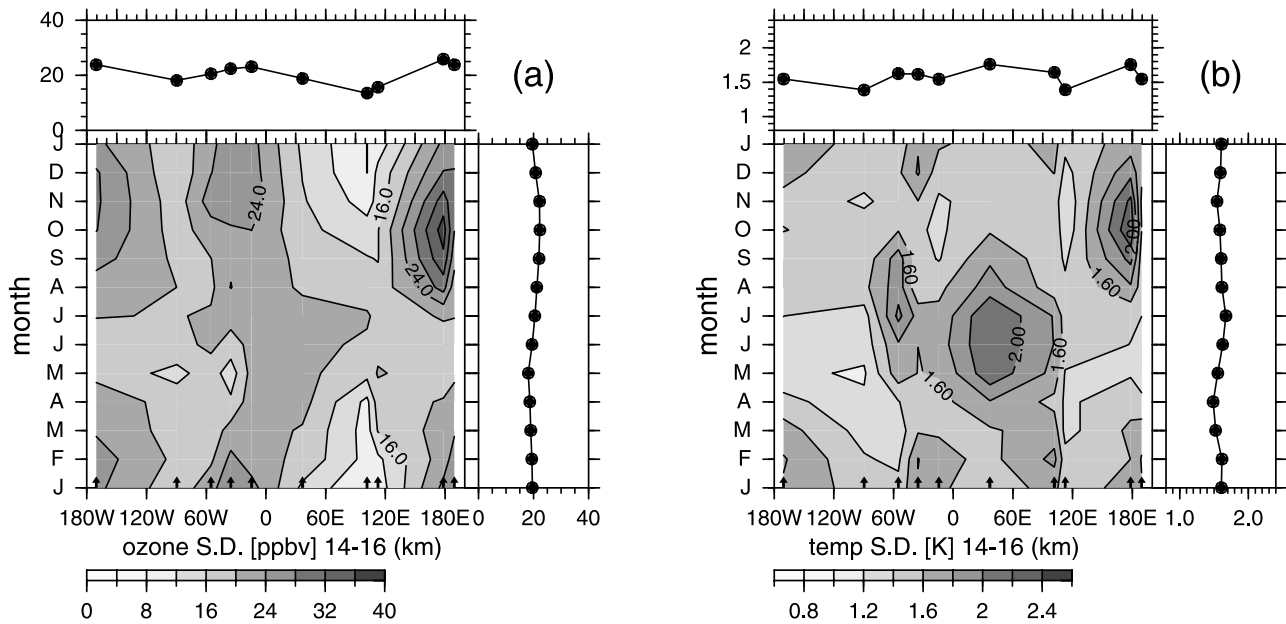 40
20
0
(a)
2
1.5
1
(b)
J
D
N
O
S
A
J
J
M
A
M
F
J
month
24.0
16.0
24.0
16.0
180W 120W 60W 0 60E 120E 180E 0 20 40
ozone S.D. [ppbv] 14-16 (km)
0 8 16 24 32 40
J
D
N
O
S
A
J
J
M
A
M
F
J
month
2.00
1.60
1.60
2.00
1.60
1.60
180W 120W 60W 0 60E 120E 180E 1.0 2.0
temp S.D. [K] 14-16 (km)
0.8 1.2 1.6 2 2.4